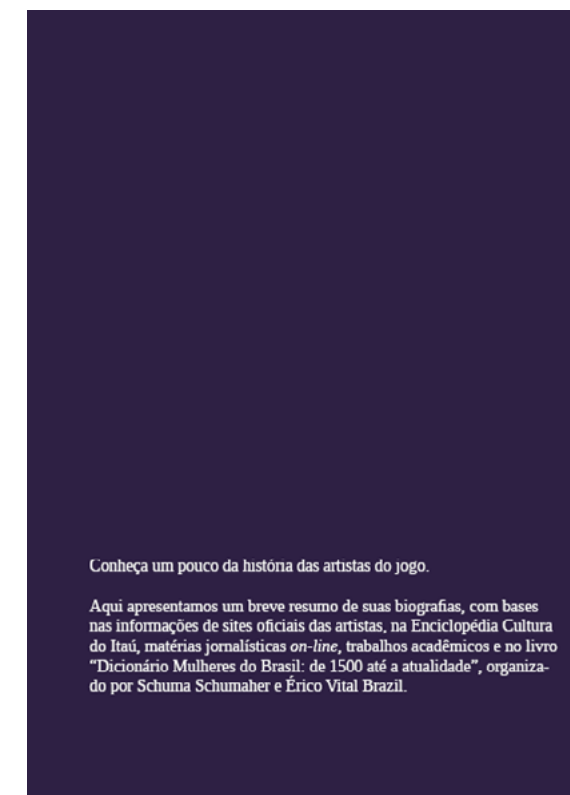 Conheça um pouco da história das artistas do jogo.
Aqui apresentamos um breve resumo de suas biografias, com bases
nas informações de sites oficiais das artistas, na Enciclopédia Cultura
do Itaú, matérias jornalísticas on-line, trabalhos acadêmicos e no livro
“Dicionário Mulheres do Brasil: de 1500 até a atualidade”, organiza-
do por Schuma Schumaher e Érico Vital Brazil.